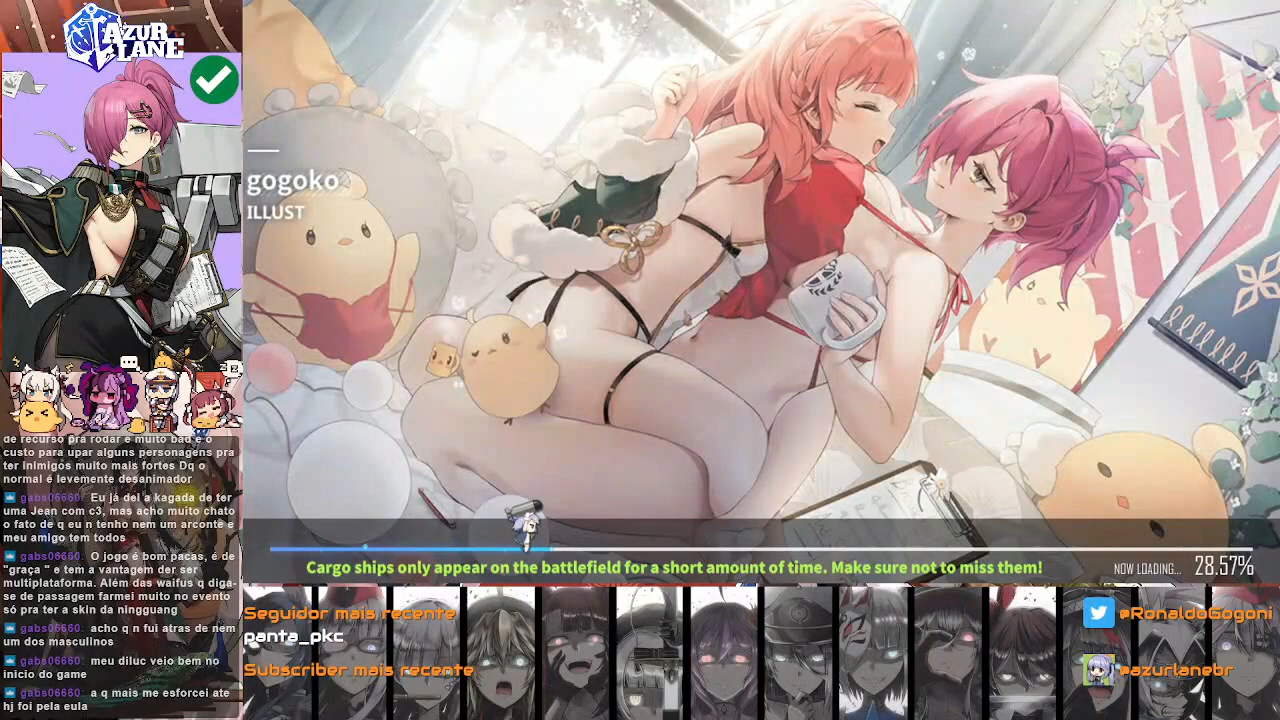 AZUR
LANE
gogoko
ILLUST
de recurso pra rodar é muito bad e o
custo para upar alguns personagens pra
ter inimigos muito mais fortes Dq o
normal é levemente desanimador
gabs06660: Eu já dei a kagada de ter
uma Jean com c3, mas acho muito chato
o fato de q eu n tenho nem um arconte e
meu amigo tem todos
gabs06660: O jogo é bom pacas, é de
"graça " e tem a vantagem der ser
multiplataforma. Além das waifus q diga-
se de passagem farmei muito no evento
só pra ter a skin da ningguang
gabs06660: acho q n fui atras de nem
um dos masculinos
gabs06660: meu diluc veio bem no
inicio do game
gabs06660: a q mais me esforcei ate
hj foi pela eula
Cargo ships only appear on the battlefield for a short amount of time. Make sure not to miss them!
NOW LOADING... 28.57%
Seguidor mais recente
panta_pkc
Subscriber mais recente
@RonaldoGogoni
@azurlanebr